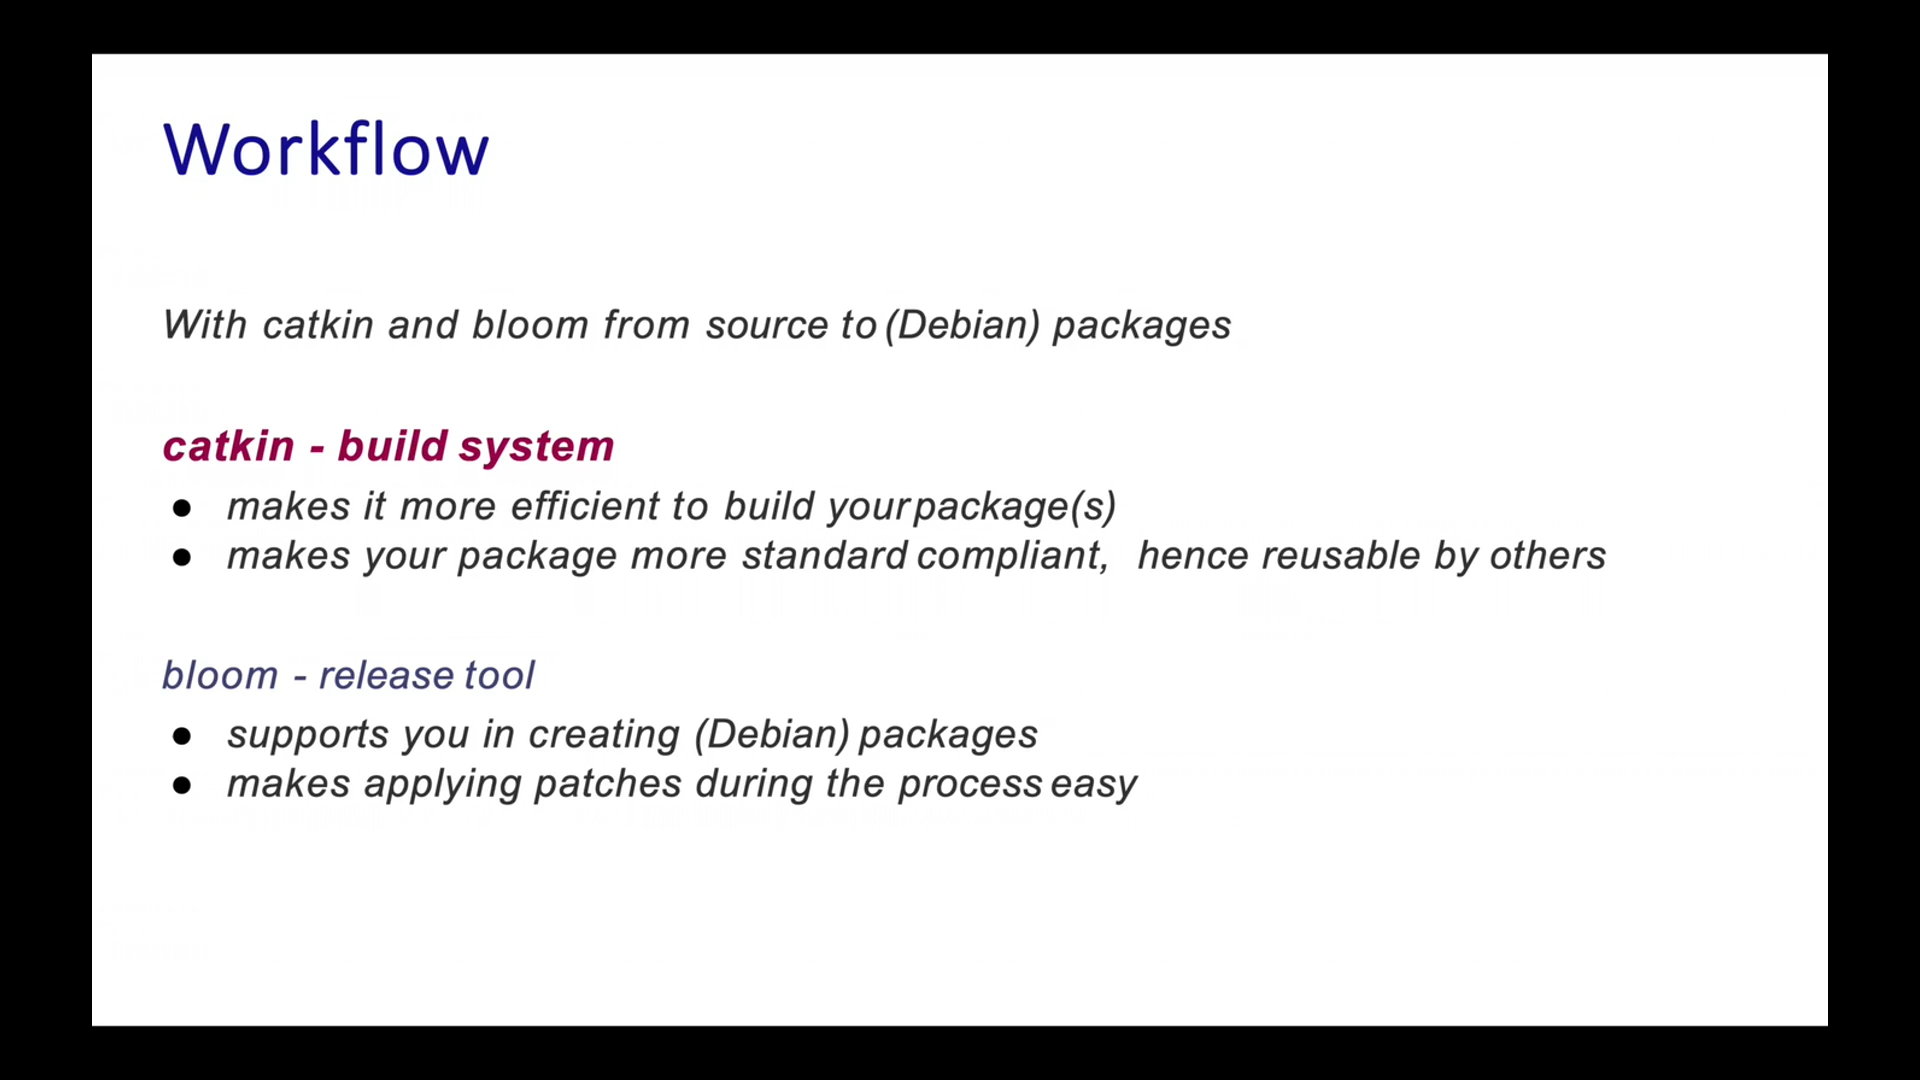 Workflow
With catkin and bloom from source to (Debian) packages
catkin - build system
● makes it more efficient to build your package(s)
● makes your package more standard compliant, hence reusable by others
bloom - release tool
● supports you in creating (Debian) packages
● makes applying patches during the process easy